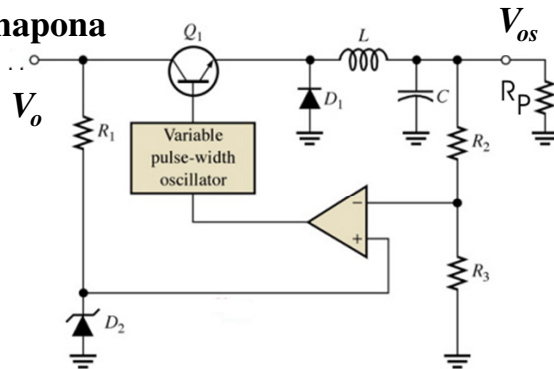 napona
Q1
L
Vos
..
Vo
D1
C
RP
R1
Variable
pulse-width
oscillator
R2
−
+
R3
D2